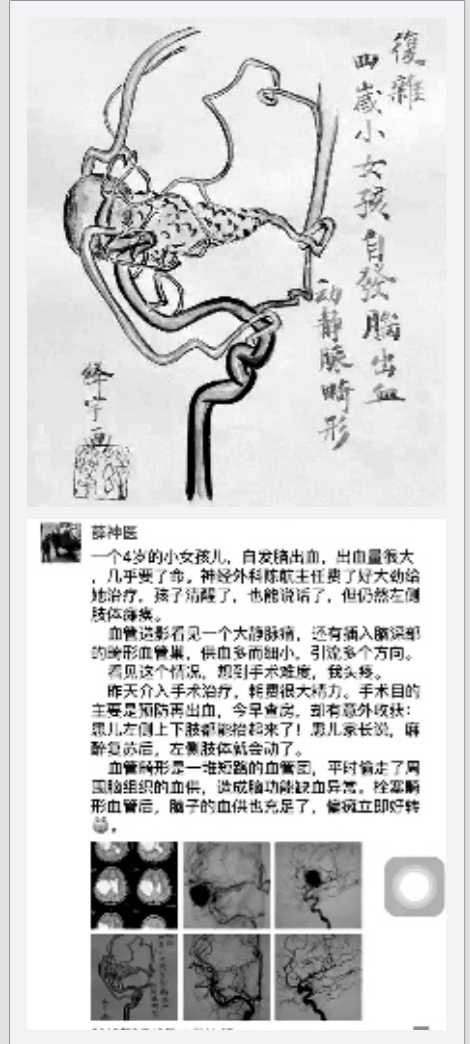 復雜
四歲小女孩自發腦出血
动靜脈畸形
绎宇画
薛神医
一个4岁的小女孩儿，自发脑出血，出血量很大
，几乎要了命。神经外科陈航主任费了好大劲给
她治疗，孩子清醒了，也能说话了，但仍然左侧
肢体瘫痪。
血管造影看见一个大静脉瘤，还有插入脑深部
的畸形血管巢，供血多而细小，引流多个方向。
看见这个情况，想到手术难度，我头疼。
昨天介入手术治疗，耗费很大精力。手术目的
主要是预防再出血，今早查房，却有意外收获：
患儿左侧上下肢都能抬起来了！患儿家长说，麻
醉复苏后，左侧肢体就会动了。
血管畸形是一堆短路的血管团，平时偷走了周
围脑组织的血供，造成脑功能缺血异常。栓塞畸
形血管后，脑子的血供也充足了，偏瘫立即好转
。